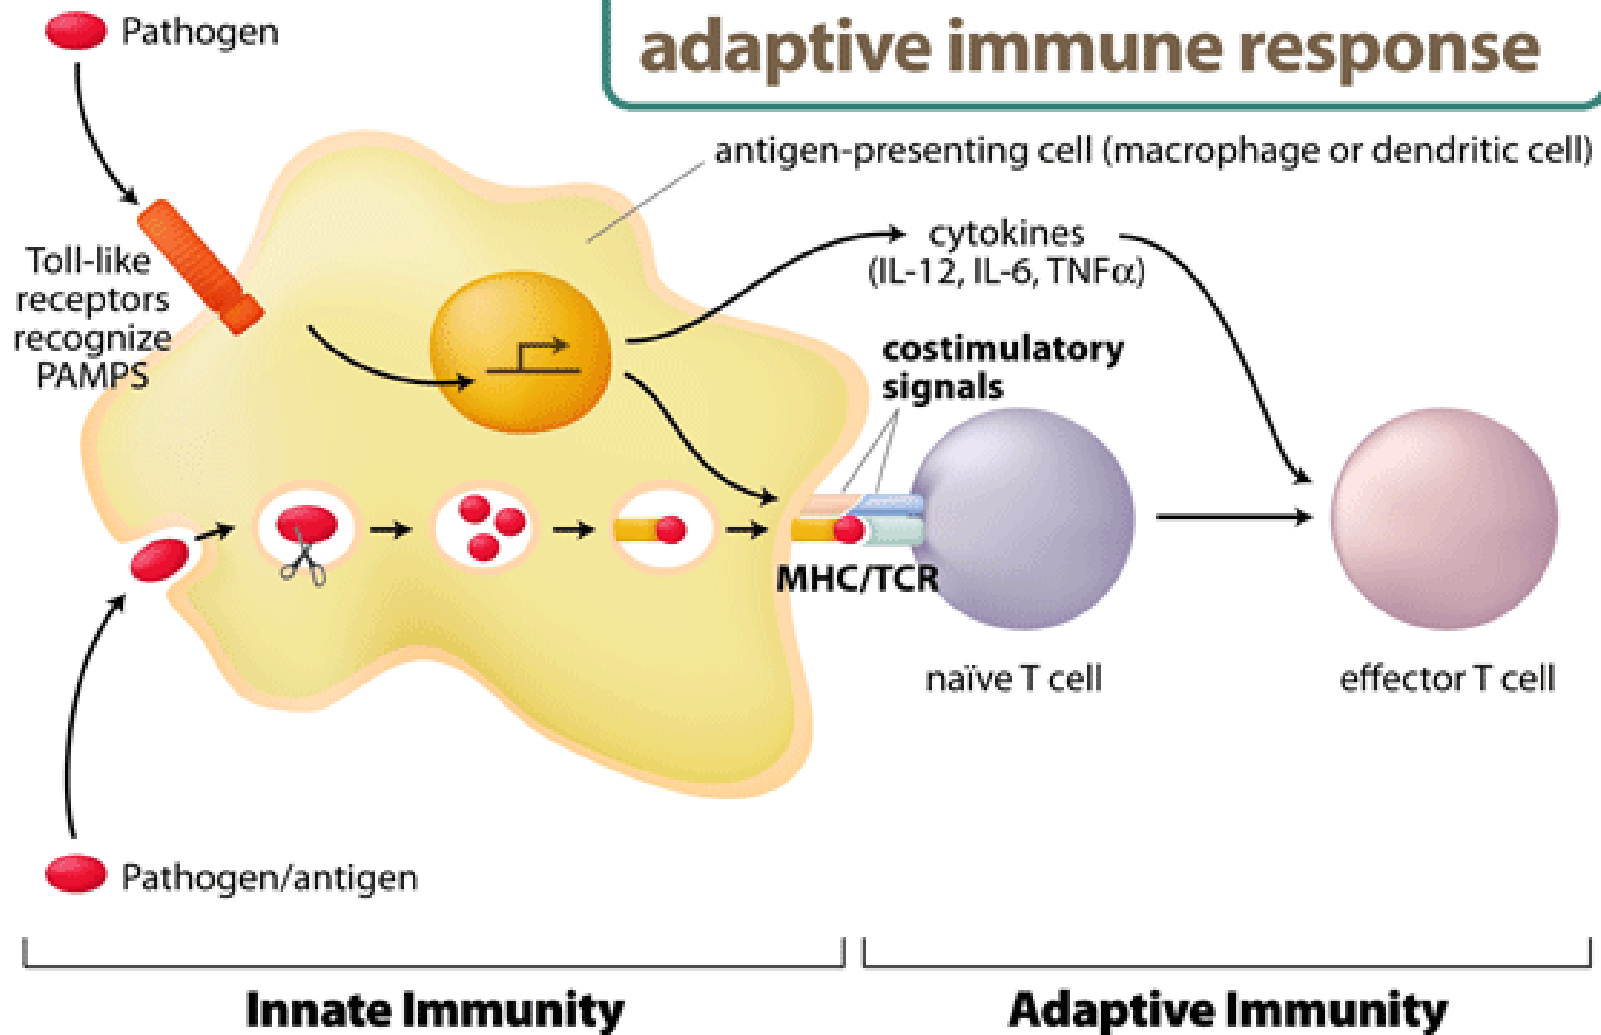 adaptive immune response
Pathogen
antigen-presenting cell (macrophage or dendritic cell)
Toll-like
receptors
recognize
PAMPS
cytokines
(IL-12, IL-6, TNFα)
costimulatory
signals
MHC/TCR
naïve T cell
effector T cell
Pathogen/antigen
Innate Immunity
Adaptive Immunity